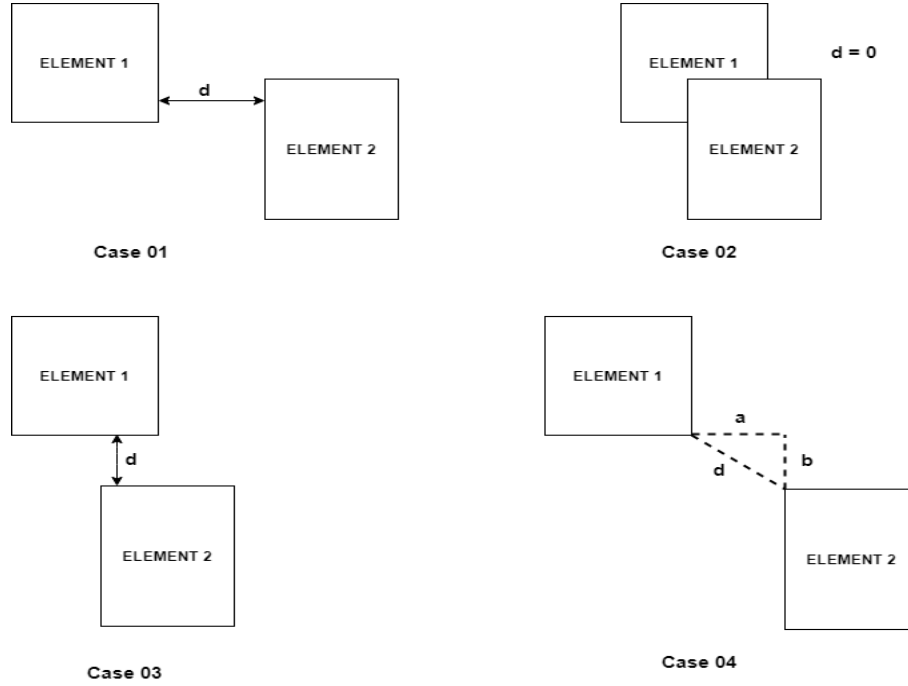 ELEMENT 1
d
ELEMENT 2
Case 01
ELEMENT 1
d = 0
ELEMENT 2
Case 02
ELEMENT 1
d
ELEMENT 2
Case 03
ELEMENT 1
a
d
b
ELEMENT 2
Case 04